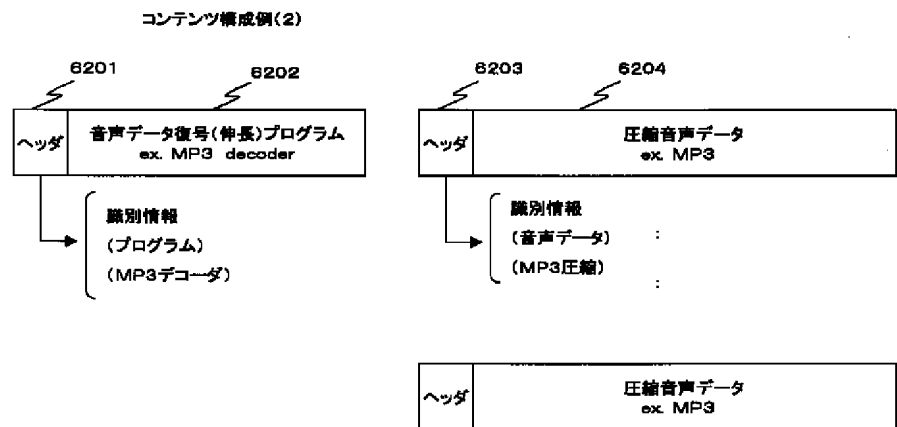 コンテンツ構成例(2)
6201
6202
ヘッダ
音声データ復号(伸長)プログラム
ex. MP3 decoder
識別情報
(プログラム)
(MP3デコーダ)
6203
6204
ヘッダ
圧縮音声データ
ex. MP3
識別情報
(音声データ) :
(MP3圧縮)
:
ヘッダ
圧縮音声データ
ex. MP3